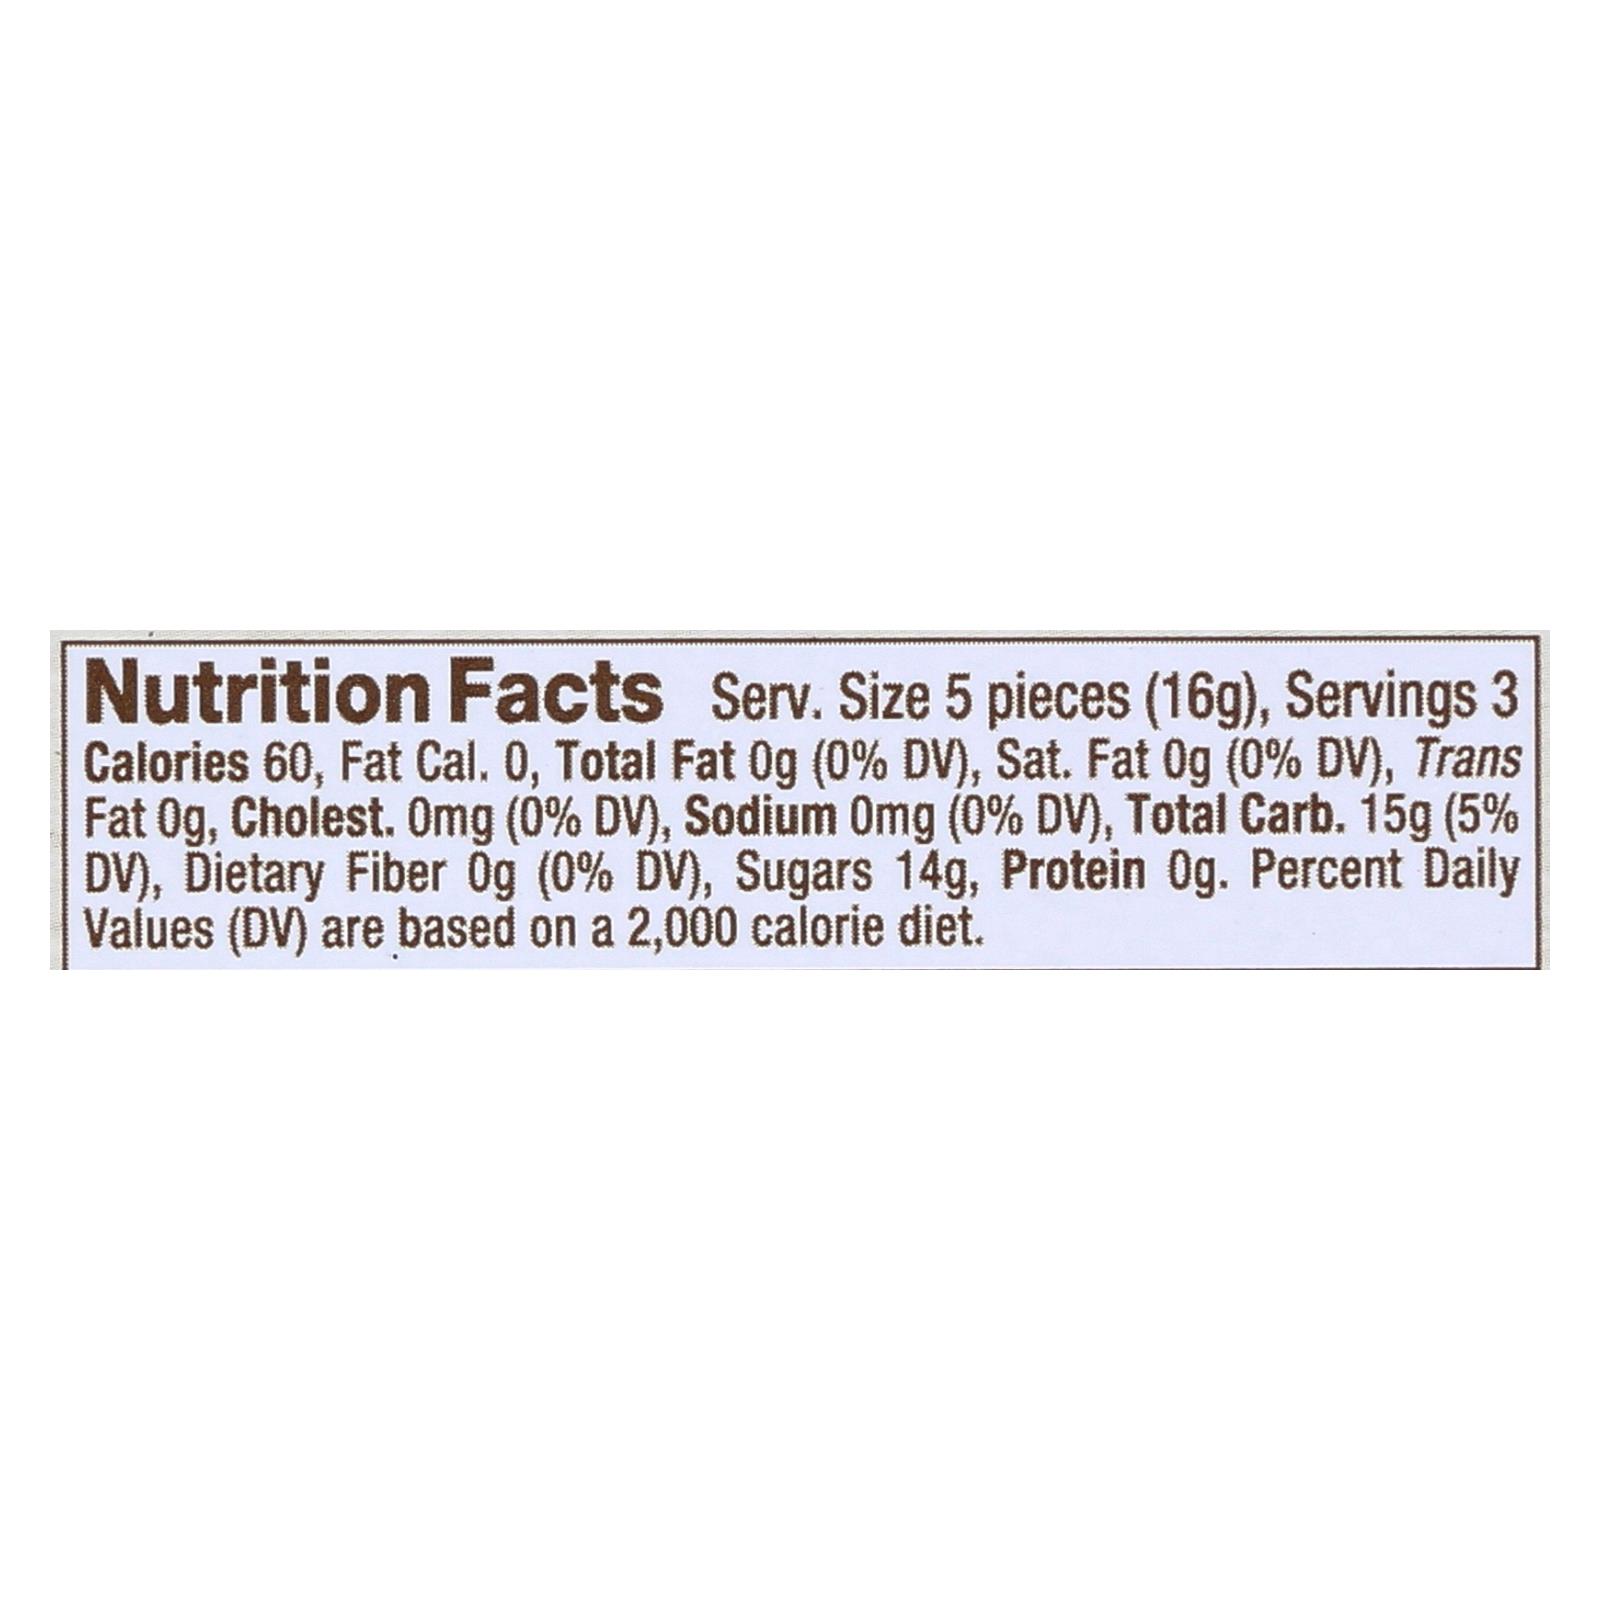 Nutrition Facts Serv. Size 5 pieces (16g), Servings 3
Calories 60, Fat Cal. 0, Total Fat 0g (0% DV), Sat. Fat 0g (0% DV), Trans
Fat 0g, Cholest. 0mg (0% DV), Sodium 0mg (0% DV), Total Carb. 15g (5%
DV), Dietary Fiber 0g (0% DV), Sugars 14g, Protein 0g. Percent Daily
Values (DV) are based on a 2,000 calorie diet.